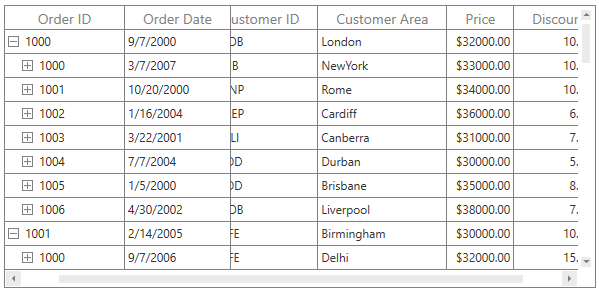 Order ID Order Date ustomer ID Customer Area Price Discour
1000 9/7/2000 OB London $32000.00 10.
1000 3/7/2007 B NewYork $33000.00 10.
1001 10/20/2000 NP Rome $34000.00 10.
1002 1/16/2004 EP Cardiff $36000.00 6.
1003 3/22/2001 LI Canberra $31000.00 7.
1004 7/7/2004 DD Durban $30000.00 5.
1005 1/5/2000 OD Brisbane $35000.00 8.
1006 4/30/2002 OB Liverpool $38000.00 7.
1001 2/14/2005 FE Birmingham $30000.00 10.
1000 9/7/2006 FE Delhi $32000.00 15.